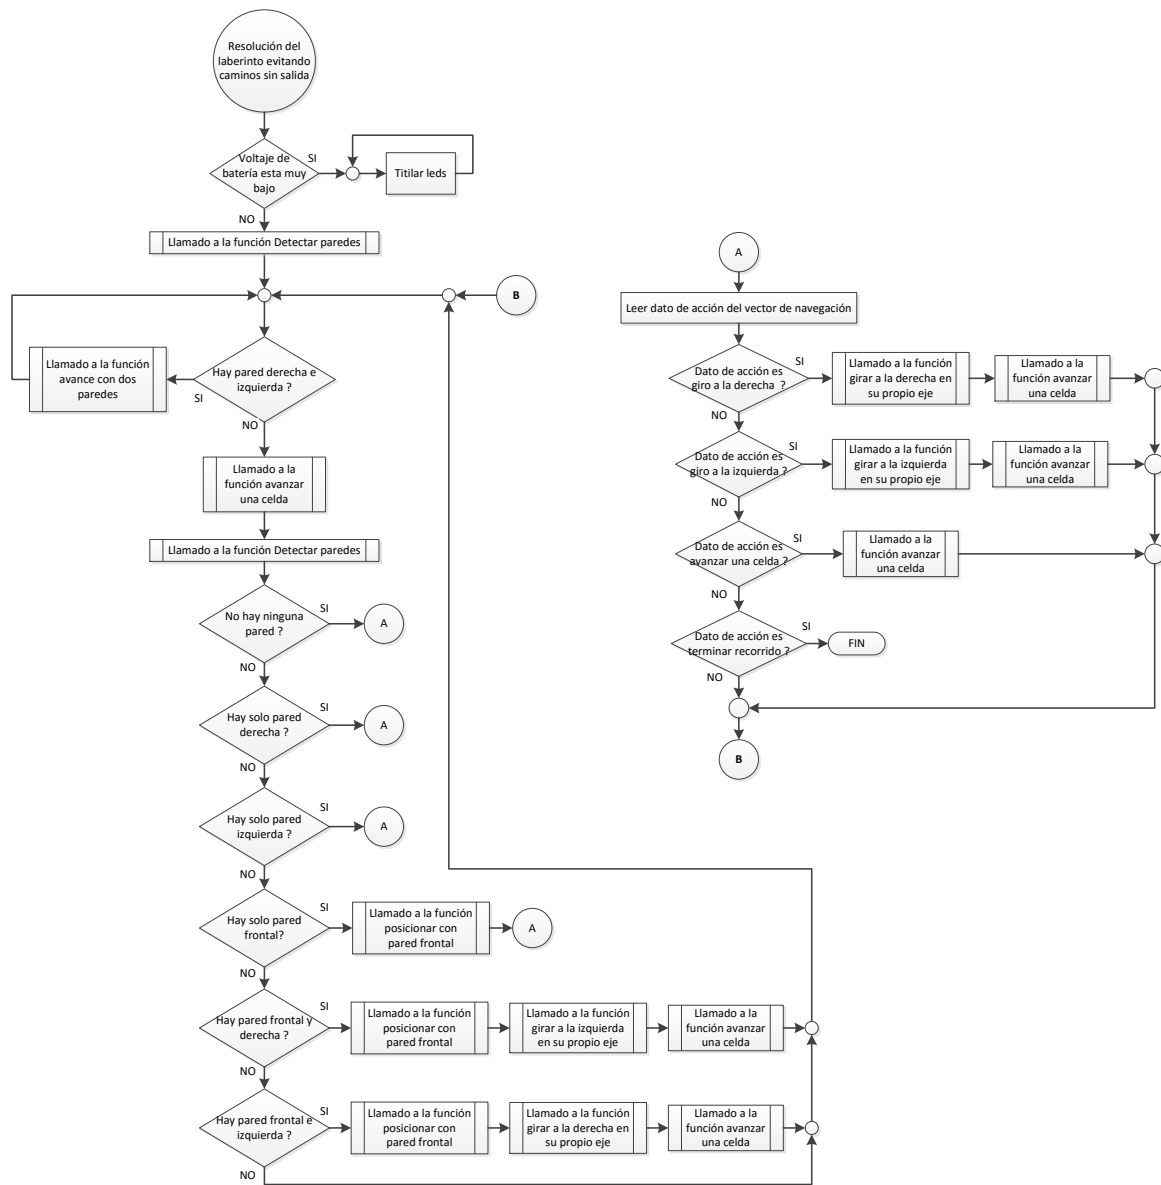 Resolución del
laberinto evitando
caminos sin salida
Voltaje de
batería esta muy
bajo
SI
Titilar leds
NO
Llamado a la función Detectar paredes
B
Hay pared derecha e
izquierda ?
SI
Llamado a la función
avance con dos
paredes
NO
Llamado a la
función avanzar
una celda
Llamado a la función Detectar paredes
No hay ninguna
pared ?
SI
A
NO
Hay solo pared
derecha ?
SI
A
NO
Hay solo pared
izquierda ?
SI
A
NO
Hay solo pared
frontal?
SI
Llamado a la función
posicionar con
pared frontal
A
NO
Hay pared frontal y
derecha ?
SI
Llamado a la función
posicionar con
pared frontal
Llamado a la función
girar a la izquierda
en su propio eje
Llamado a la
función avanzar
una celda
NO
Hay pared frontal e
izquierda ?
SI
Llamado a la función
posicionar con
pared frontal
Llamado a la función
girar a la derecha en
su propio eje
Llamado a la
función avanzar
una celda
NO
A
Leer dato de acción del vector de navegación
Dato de acción es
giro a la derecha ?
SI
Llamado a la función
girar a la derecha en
su propio eje
Llamado a la
función avanzar
una celda
NO
Dato de acción es
giro a la izquierda ?
SI
Llamado a la función
girar a la izquierda
en su propio eje
Llamado a la
función avanzar
una celda
NO
Dato de acción es
avanzar una celda ?
SI
Llamado a la
función avanzar
una celda
NO
Dato de acción es
terminar recorrido ?
SI
FIN
NO
B